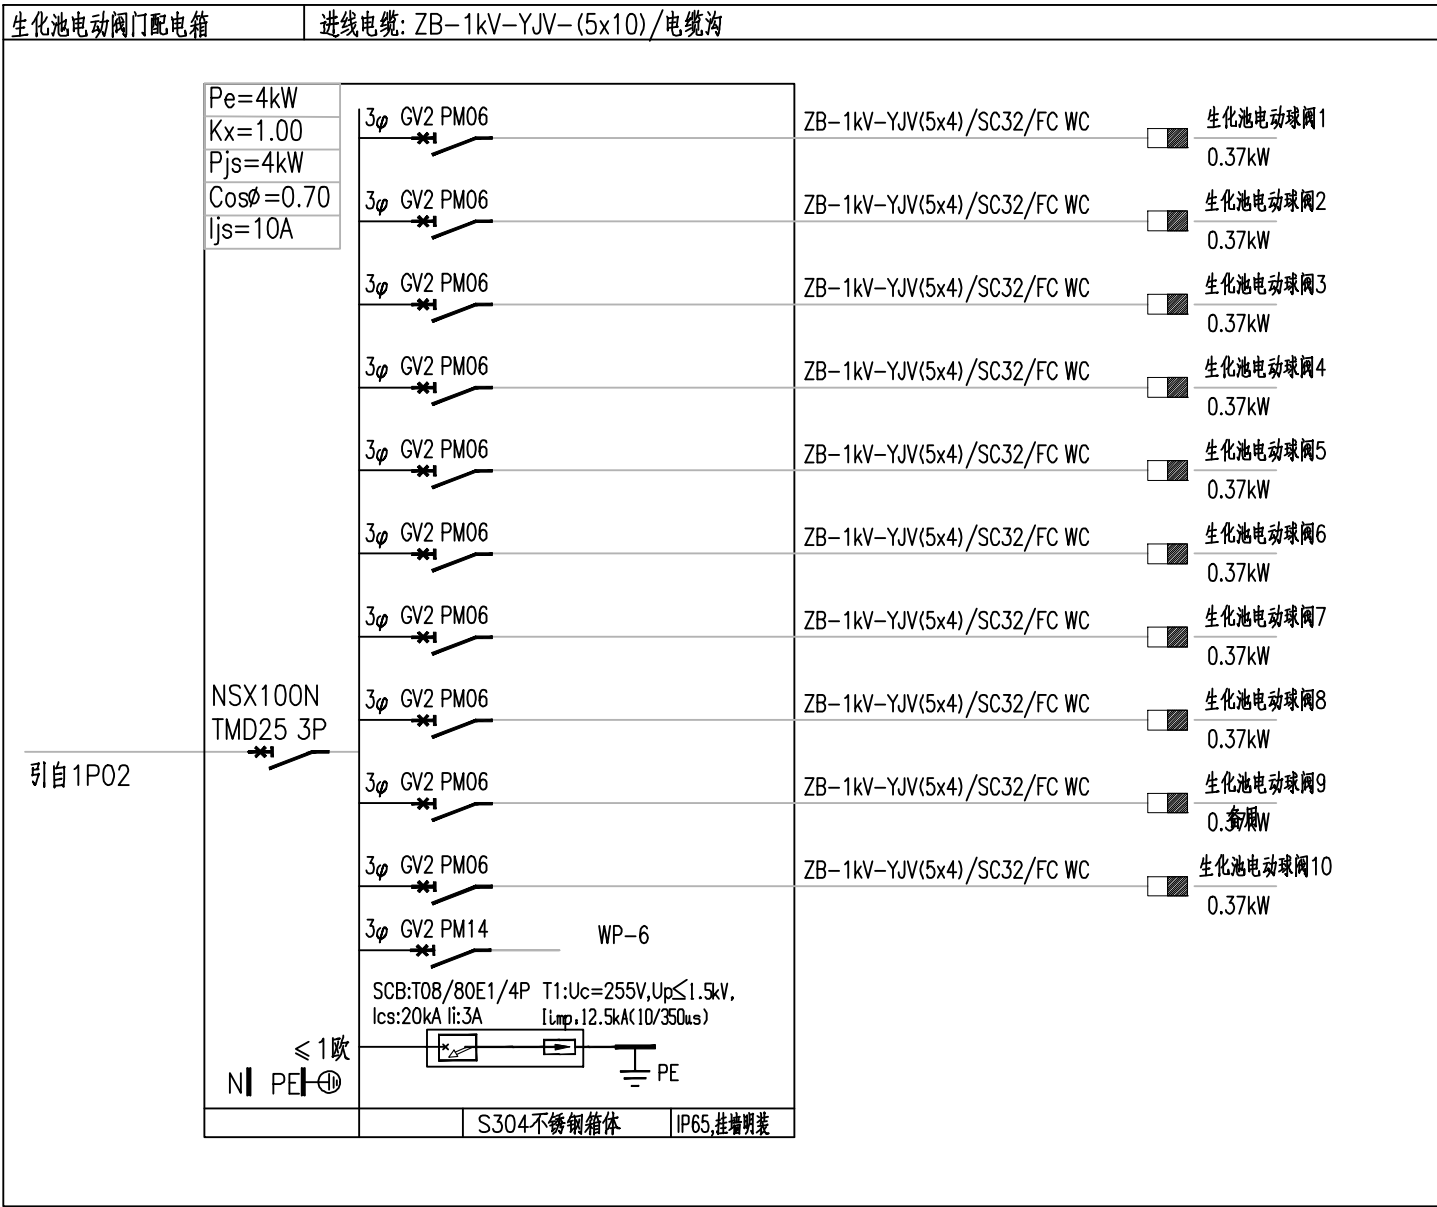 生化池电动阀门配电箱
进线电缆: ZB-1kV-YJV-(5x10)/电缆沟
Pe=4kW
Kx=1.00
Pjs=4kW
Cosø=0.70
Ijs=10A
3φ GV2 PM06
ZB-1kV-YJV(5x4)/SC32/FC WC
生化池电动球阀1
0.37kW
3φ GV2 PM06
ZB-1kV-YJV(5x4)/SC32/FC WC
生化池电动球阀2
0.37kW
3φ GV2 PM06
ZB-1kV-YJV(5x4)/SC32/FC WC
生化池电动球阀3
0.37kW
3φ GV2 PM06
ZB-1kV-YJV(5x4)/SC32/FC WC
生化池电动球阀4
0.37kW
3φ GV2 PM06
ZB-1kV-YJV(5x4)/SC32/FC WC
生化池电动球阀5
0.37kW
3φ GV2 PM06
ZB-1kV-YJV(5x4)/SC32/FC WC
生化池电动球阀6
0.37kW
3φ GV2 PM06
ZB-1kV-YJV(5x4)/SC32/FC WC
生化池电动球阀7
0.37kW
NSX100N
TMD25 3P
引自1P02
3φ GV2 PM06
ZB-1kV-YJV(5x4)/SC32/FC WC
生化池电动球阀8
0.37kW
3φ GV2 PM06
ZB-1kV-YJV(5x4)/SC32/FC WC
生化池电动球阀9
0.37kW
备用
3φ GV2 PM06
ZB-1kV-YJV(5x4)/SC32/FC WC
生化池电动球阀10
0.37kW
3φ GV2 PM14
WP-6
SCB:T08/80E1/4P T1:Uc=255V,Up≤1.5kV,
Ics:20kA Ii:3A Iimp.12.5kA(10/350us)
≤1欧
N PE
PE
S304不锈钢箱体
IP65,挂墙明装